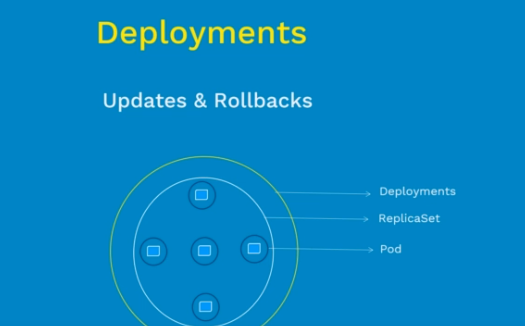 Deployments
Updates & Rollbacks
Deployments
ReplicaSet
Pod